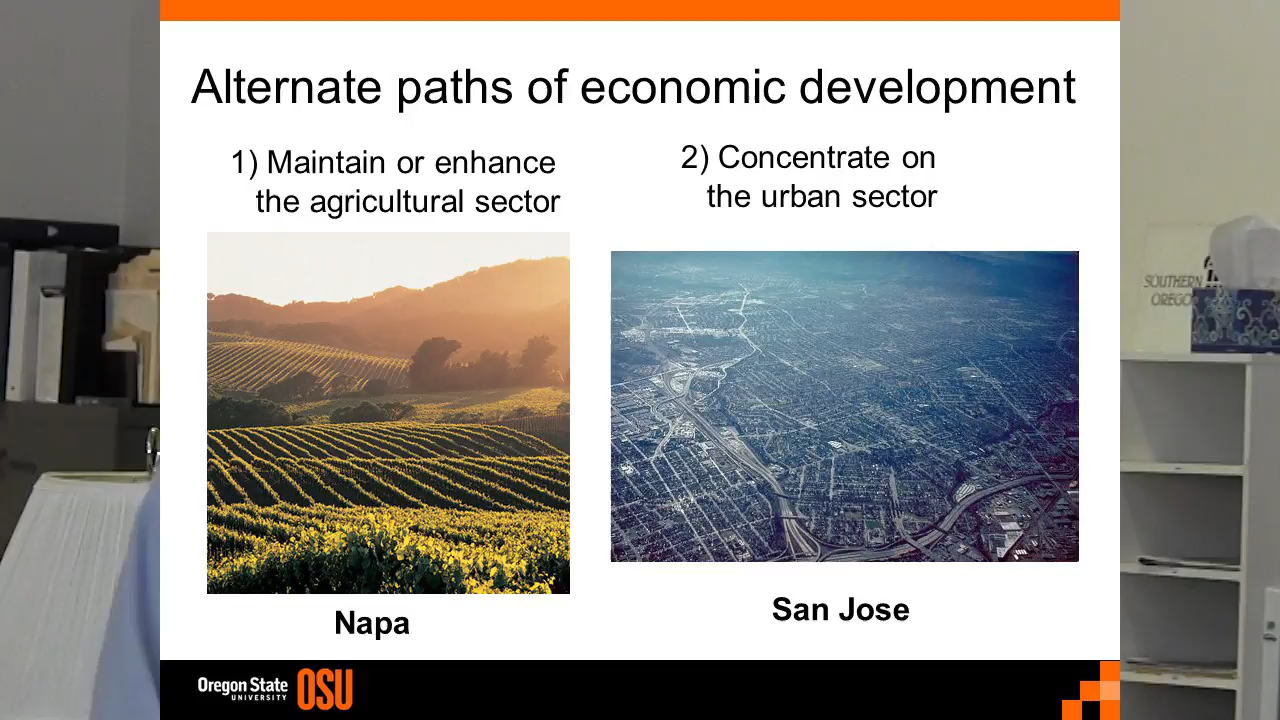 Alternate paths of economic development
1) Maintain or enhance
the agricultural sector
2) Concentrate on
the urban sector
Napa
San Jose
Oregon State
UNIVERSITY
OSU
SOUTHERN